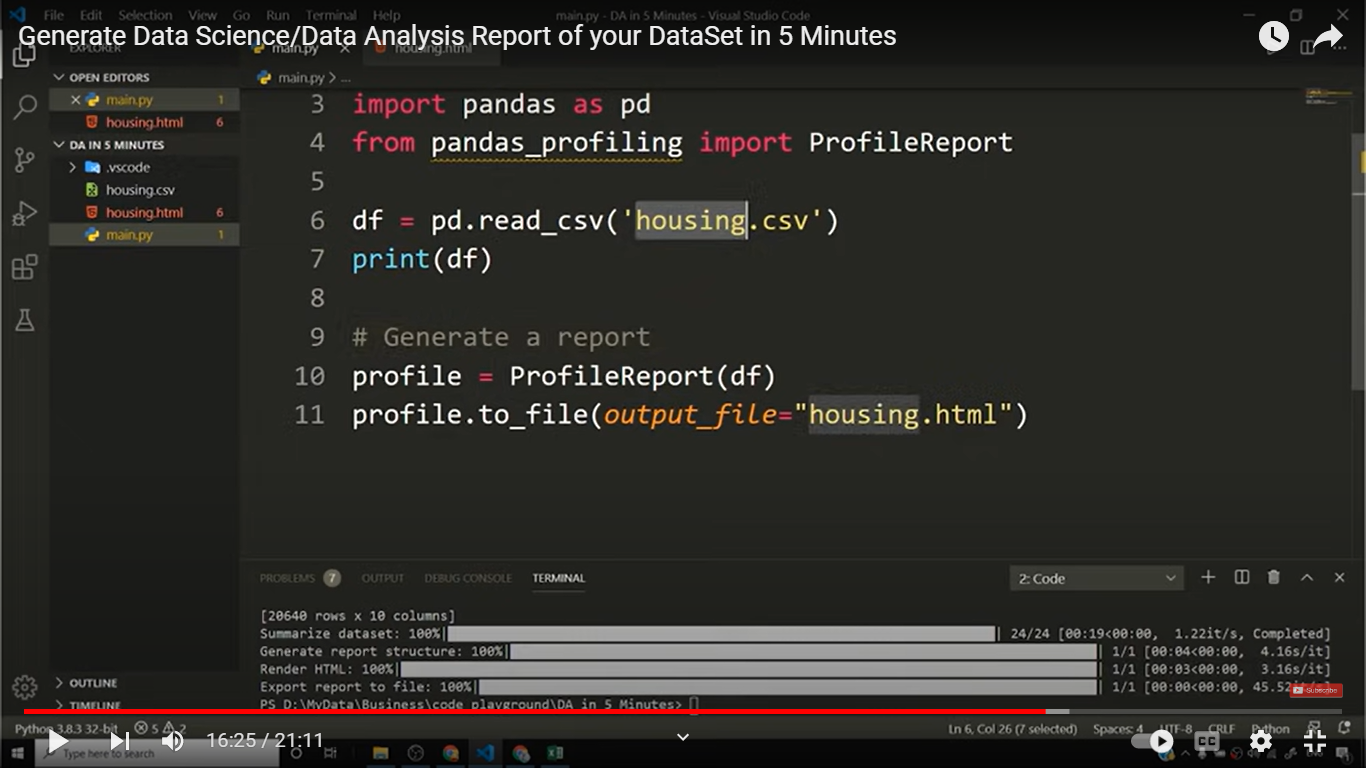 File Edit Selection View Go Run Terminal Help
main.py - DA in 5 Minutes - Visual Studio Code
Generate Data Science/Data Analysis Report of your DataSet in 5 Minutes
EXPLORER
main.py
housing.html
OPEN EDITORS
main.py > ...
main.py 1
housing.html 6
DA IN 5 MINUTES
.vscode
housing.csv
housing.html 6
main.py 1
3 import pandas as pd
4 from pandas_profiling import ProfileReport
5
6 df = pd.read_csv('housing.csv')
7 print(df)
8
9 # Generate a report
10 profile = ProfileReport(df)
11 profile.to_file(output_file="housing.html")
PROBLEMS 7 OUTPUT DEBUG CONSOLE TERMINAL
2: Code
[20640 rows x 10 columns]
Summarize dataset: 100%| | 24/24 [00:19<00:00, 1.22it/s, Completed]
Generate report structure: 100%| | 1/1 [00:04<00:00, 4.16s/it]
Render HTML: 100%| | 1/1 [00:03<00:00, 3.16s/it]
Export report to file: 100%| | 1/1 [00:00<00:00, 45.52it/s]
PS D:\MyData\Business\code playground\DA in 5 Minutes>
Subscribe
OUTLINE
TIMELINE
Python 3.8.3 32-bit 5 2
Ln 6, Col 26 (7 selected) Spaces: 4 UTF-8 CRLF Python
16:25 / 21:11
CC
Type here to search